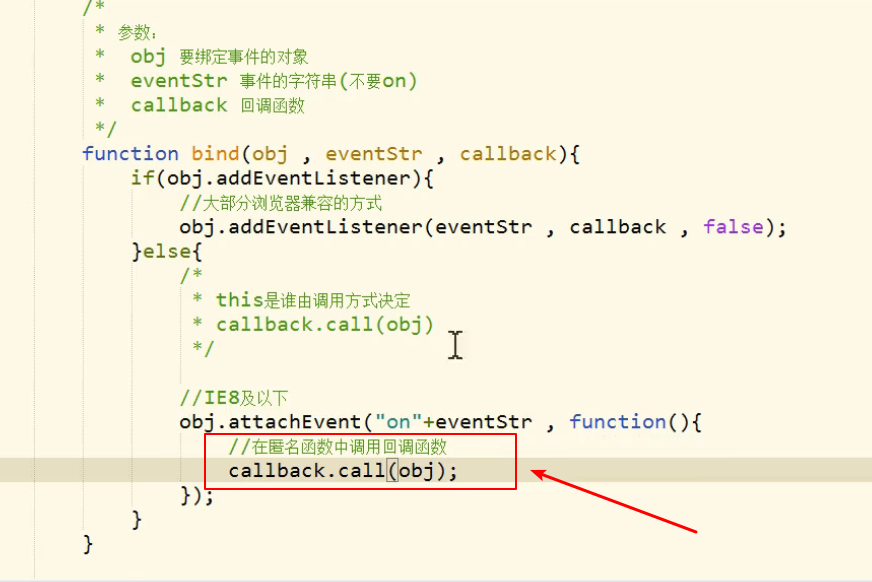 /*
* 参数:
* obj 要绑定事件的对象
* eventStr 事件的字符串(不要on)
* callback 回调函数
*/
function bind(obj , eventStr , callback){
if(obj.addEventListener){
//大部分浏览器兼容的方式
obj.addEventListener(eventStr , callback , false);
}else{
/*
* this是谁由调用方式决定
* callback.call(obj)
*/
//IE8及以下
obj.attachEvent("on"+eventStr , function(){
//在匿名函数中调用回调函数
callback.call(obj);
});
}
}